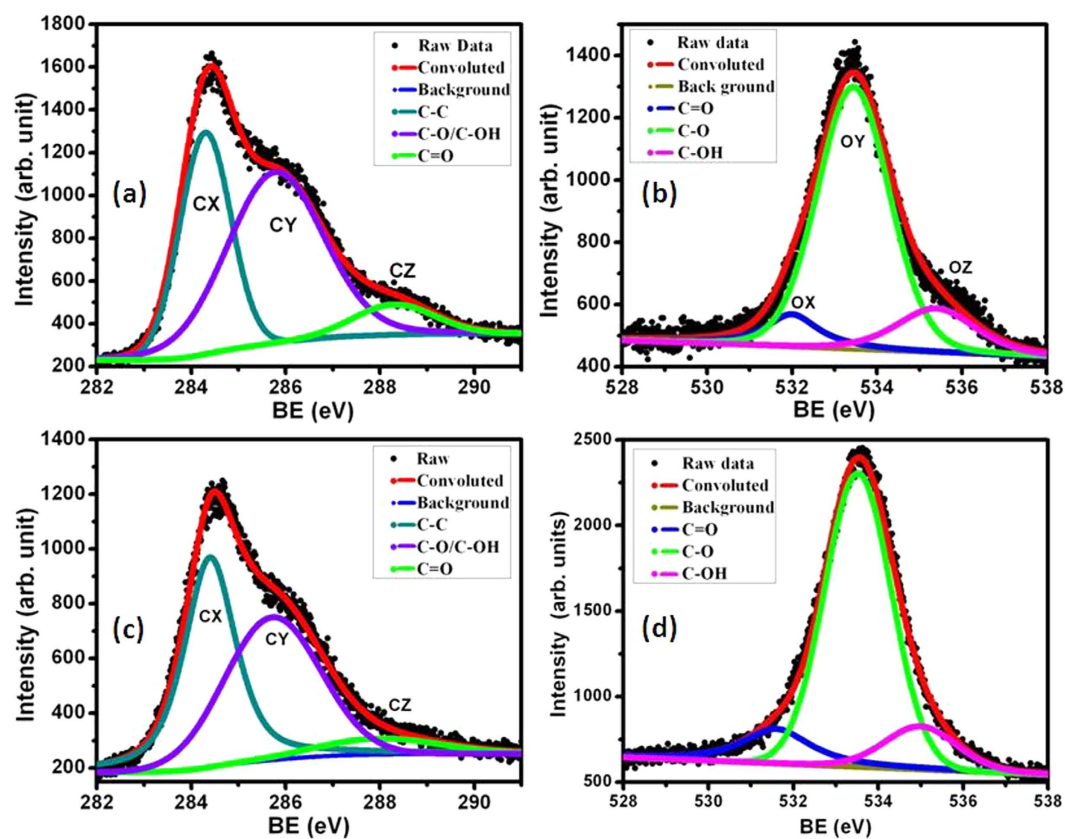 1800
1600
1400
1200
1000
800
600
400
200
Intensity (arb. unit)
282 284 286 288 290
BE (eV)
(a)
CX
CY
CZ
Raw Data
Convoluted
Background
C-C
C-O/C-OH
C=O
1400
1200
1000
800
600
400
Intensity (arb. unit)
528 530 532 534 536 538
BE (eV)
(b)
OX
OY
OZ
Raw data
Convoluted
Back ground
C=O
C-O
C-OH
1400
1200
1000
800
600
400
200
Intensity (arb. unit)
282 284 286 288 290
BE (eV)
(c)
CX
CY
CZ
Raw
Convoluted
Background
C-C
C-O/C-OH
C=O
2500
2000
1500
1000
500
Intensity (arb. units)
528 530 532 534 536 538
BE (eV)
(d)
Raw data
Convoluted
Background
C=O
C-O
C-OH